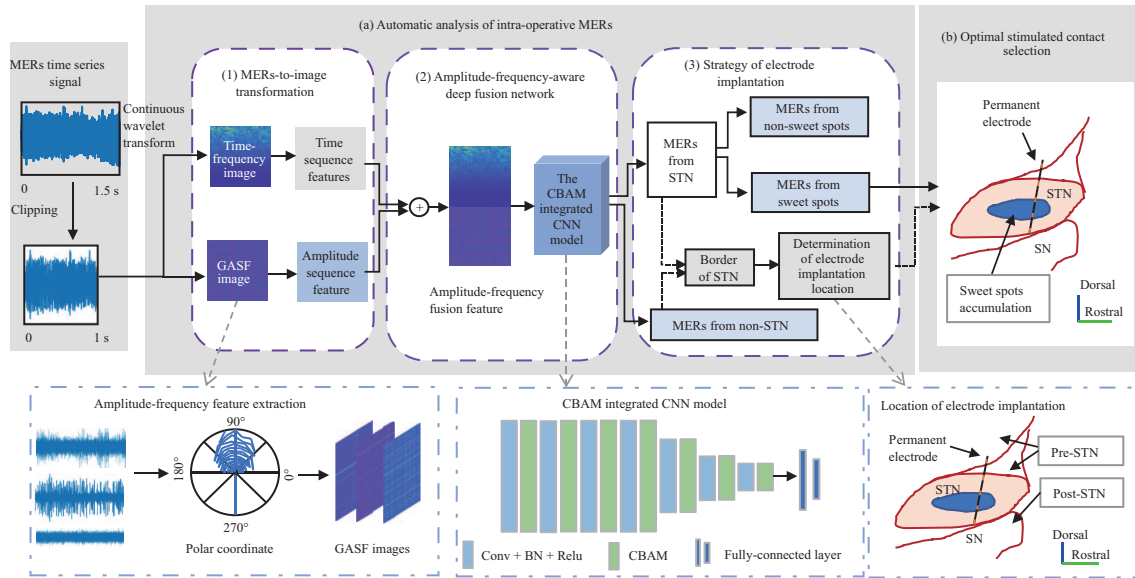 (a) Automatic analysis of intra-operative MERs
MERs time series
signal
0
1.5 s
Clipping
0
1 s
Continuous
wavelet
transform
(1) MERs-to-image
transformation
Time-
frequency
image
Time
sequence
features
GASF
image
Amplitude
sequence
feature
(2) Amplitude-frequency-aware
deep fusion network
+
The
CBAM
integrated
CNN
model
Amplitude-frequency
fusion feature
(3) Strategy of electrode
implantation
MERs
from
STN
MERs from
non-sweet spots
MERs from
sweet spots
Border
of STN
Determination
of electrode
implantation
location
MERs from non-STN
(b) Optimal stimulated contact
selection
Permanent
electrode
STN
SN
Sweet spots
accumulation
Dorsal
Rostral
Amplitude-frequency feature extraction
90°
180°
0°
270°
Polar coordinate
GASF images
CBAM integrated CNN model
Conv + BN + Relu
CBAM
Fully-connected layer
Location of electrode implantation
Permanent
electrode
Pre-STN
STN
Post-STN
SN
Dorsal
Rostral